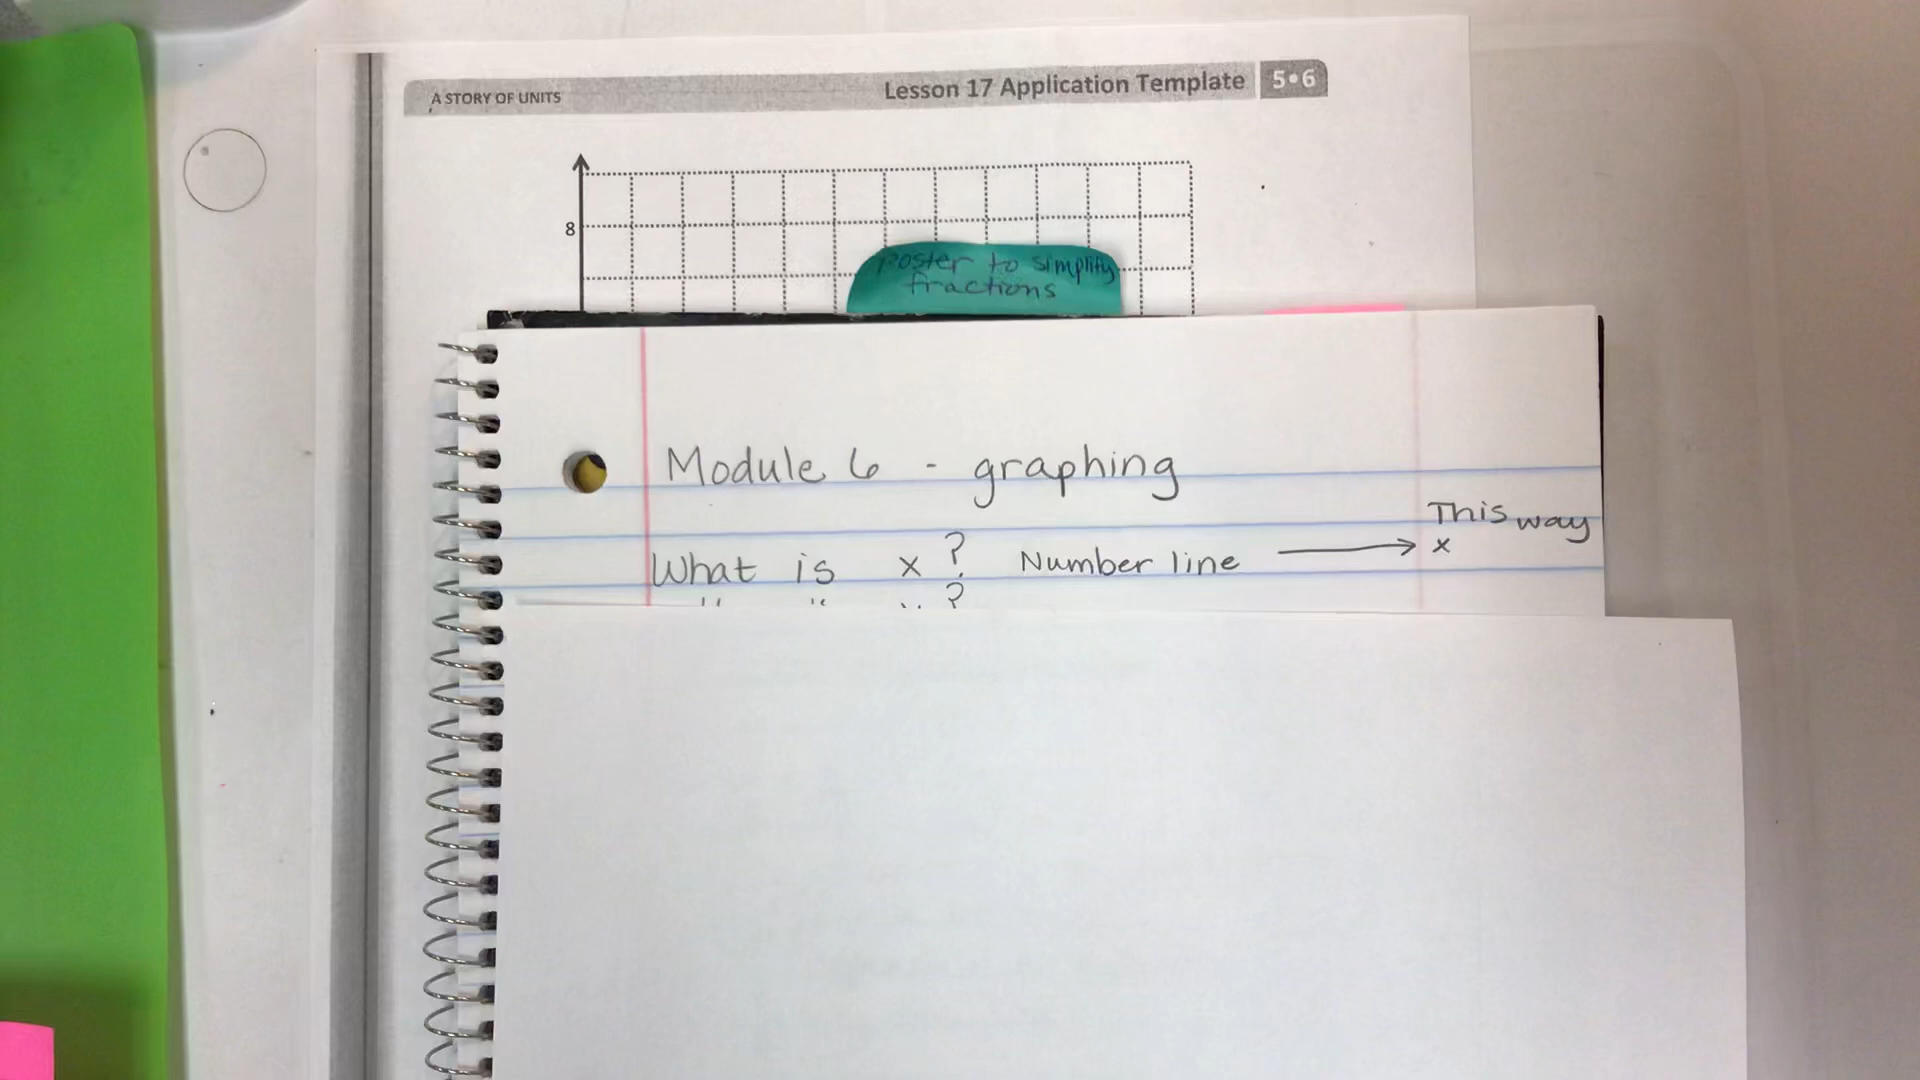 A STORY OF UNITS
Lesson 17 Application Template 5•6
8
Poster to simplify
fractions
Module 6 - graphing
This way
What is x? Number line → x
" " ?